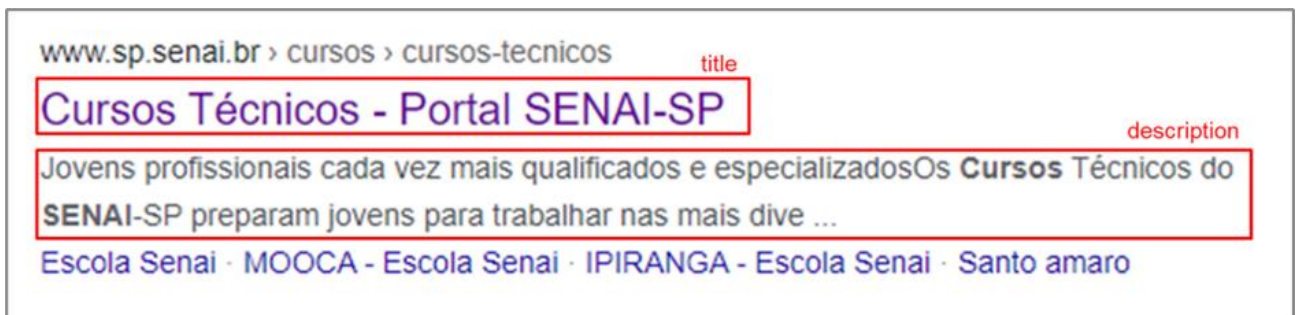 www.sp.senai.br › cursos › cursos-tecnicos
title
Cursos Técnicos - Portal SENAI-SP
description
Jovens profissionais cada vez mais qualificados e especializadosOs Cursos Técnicos do
SENAI-SP preparam jovens para trabalhar nas mais dive ...
Escola Senai · MOOCA - Escola Senai · IPIRANGA - Escola Senai · Santo amaro